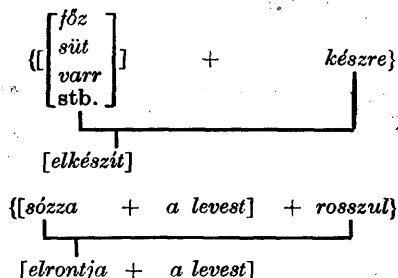 főz
süt
{[ varr ] + készre}
stb.
[elkészít]
{[sózza + a levest] + rosszul}
[elrontja + a levest]